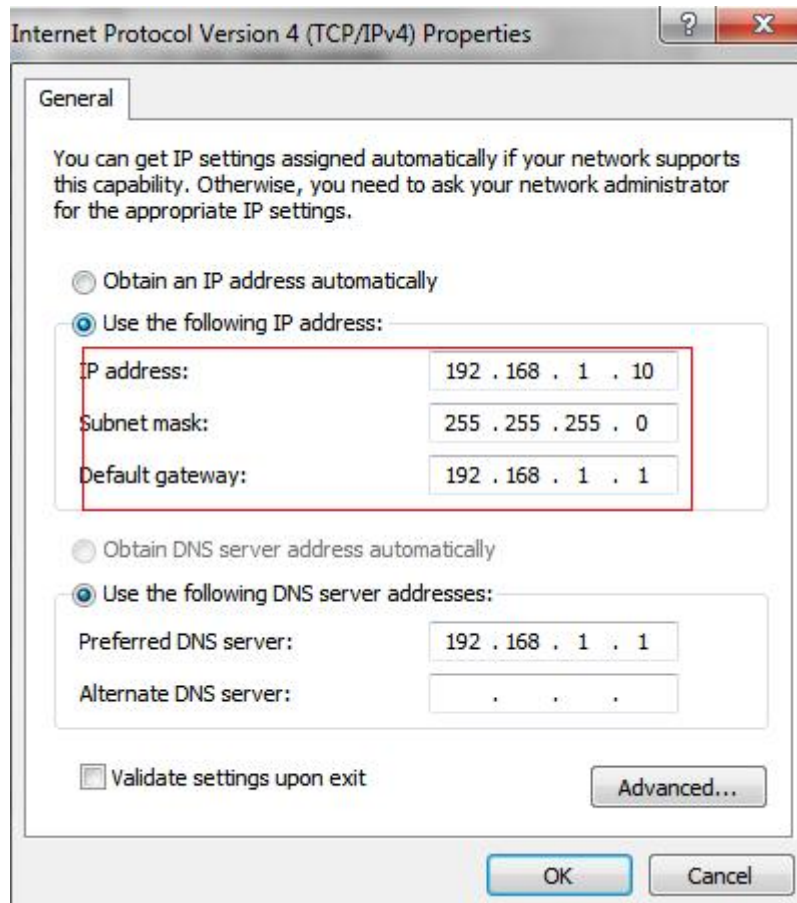 Internet Protocol Version 4 (TCP/IPv4) Properties
?
X
General
You can get IP settings assigned automatically if your network supports
this capability. Otherwise, you need to ask your network administrator
for the appropriate IP settings.
Obtain an IP address automatically
Use the following IP address:
IP address: 192 . 168 . 1 . 10
Subnet mask: 255 . 255 . 255 . 0
Default gateway: 192 . 168 . 1 . 1
Obtain DNS server address automatically
Use the following DNS server addresses:
Preferred DNS server: 192 . 168 . 1 . 1
Alternate DNS server: . . .
Validate settings upon exit
Advanced...
OK Cancel